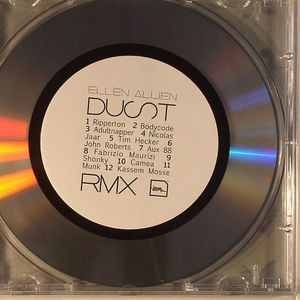 ELLEN ALLIEN
DUST
1 Ripperton 2 Bodycode
3 Adultnapper 4 Nicolas
Jaar 5 Tim Hecker 6
John Roberts 7 Aux 88
8 Fabrizio Maurizi 9
Shonky 10 Camea 11
Munk 12 Kassem Mosse
RMX